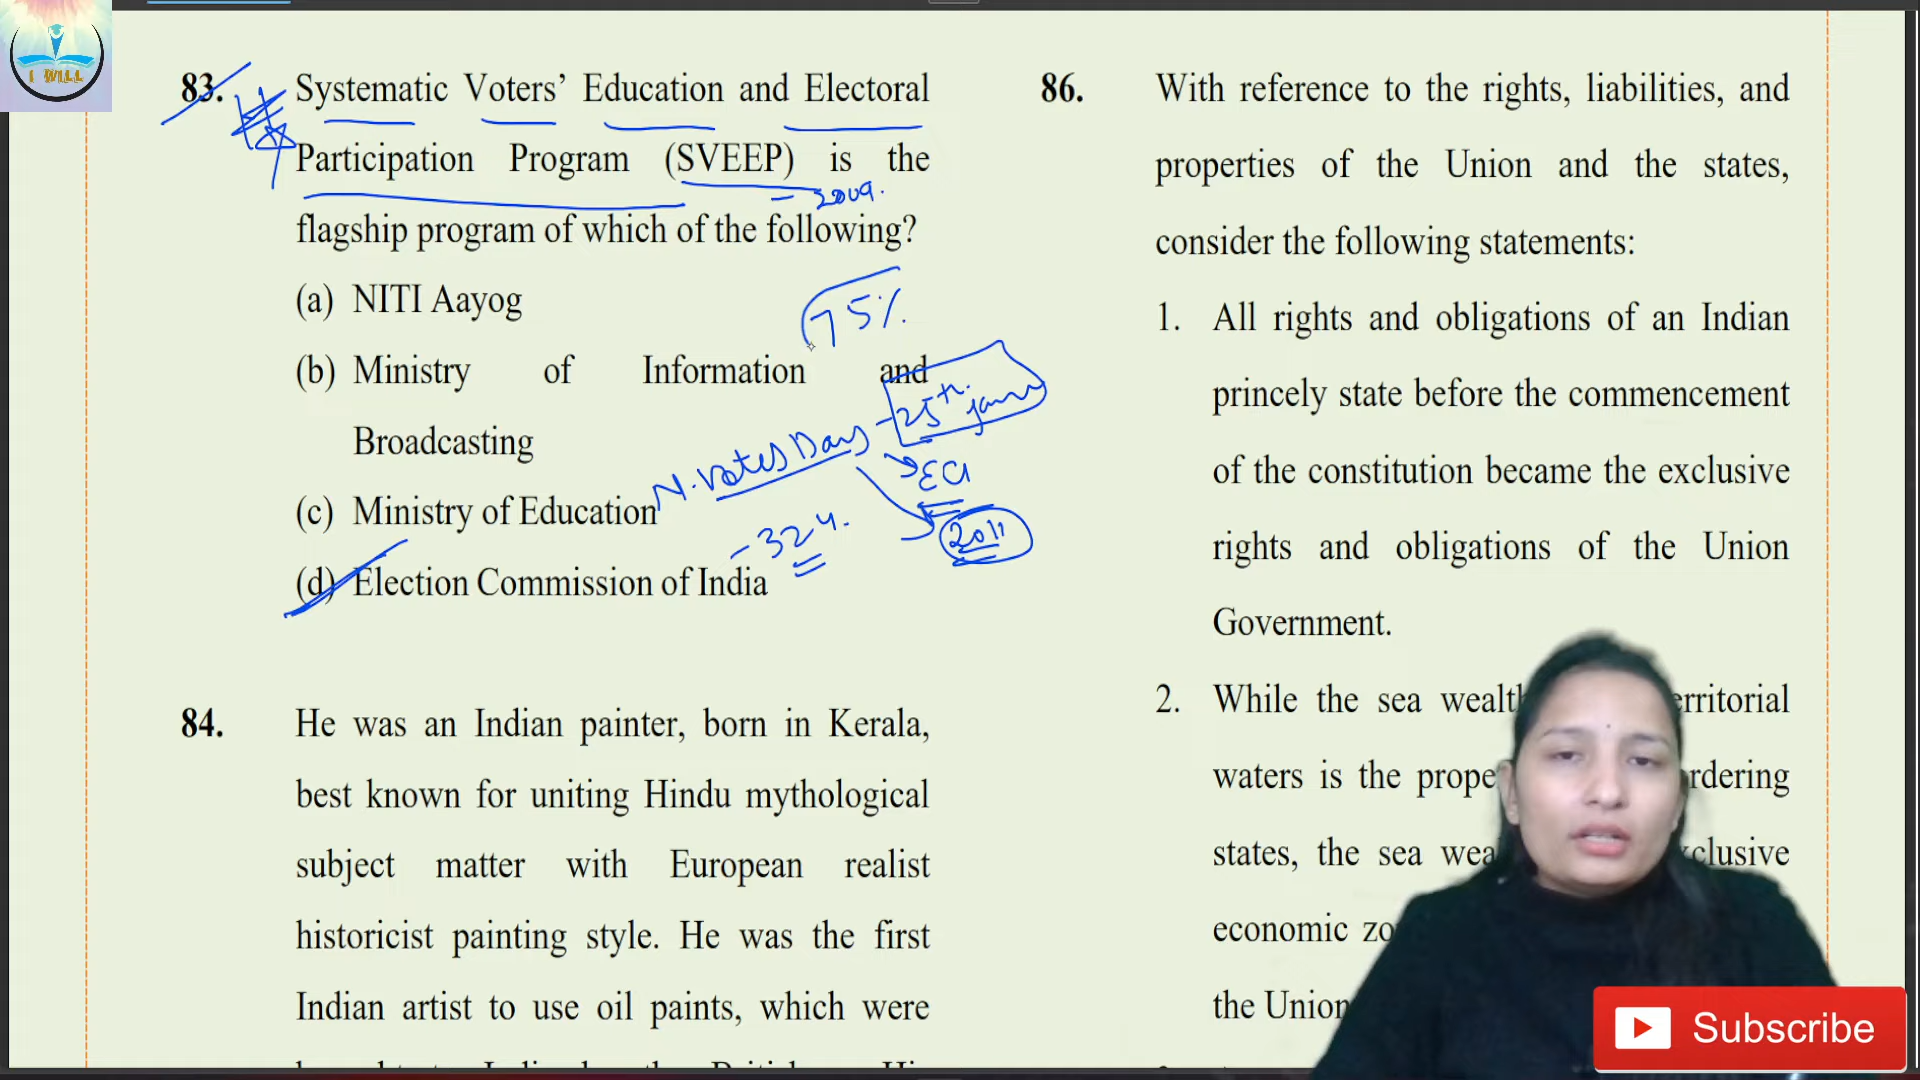 I WILL
83. Systematic Voters' Education and Electoral
Participation Program (SVEEP) is the
- 2009.
flagship program of which of the following?
(a) NITI Aayog
75%.
(b) Ministry of Information and
Broadcasting
N. Voters Day - 25th
→ ECI
2011
(c) Ministry of Education
- 324.
(d) Election Commission of India
84. He was an Indian painter, born in Kerala,
best known for uniting Hindu mythological
subject matter with European realist
historicist painting style. He was the first
Indian artist to use oil paints, which were
86. With reference to the rights, liabilities, and
properties of the Union and the states,
consider the following statements:
1. All rights and obligations of an Indian
princely state before the commencement
of the constitution became the exclusive
rights and obligations of the Union
Government.
2. While the sea wealth erritorial
waters is the prope rdering
states, the sea wea clusive
economic zo
the Union
Subscribe